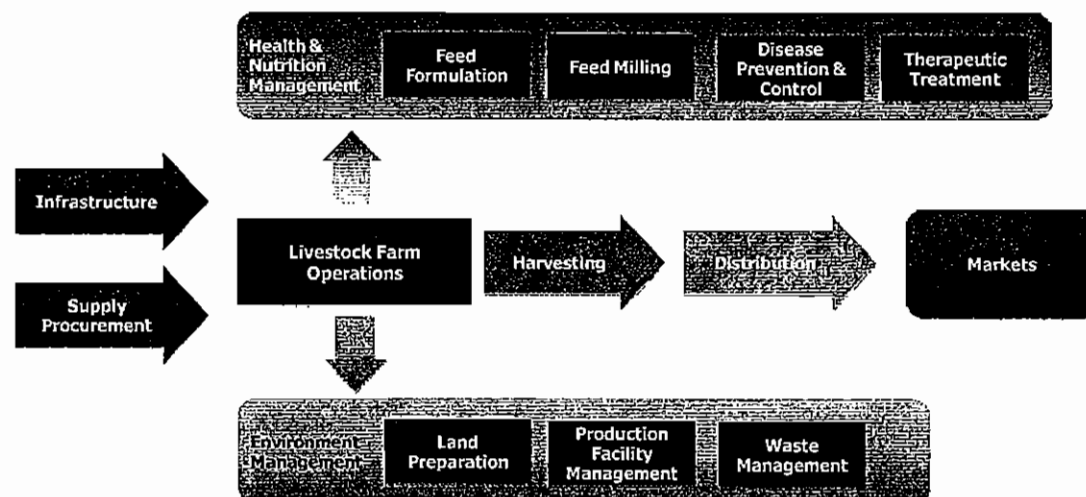 Health &
Nutrition
Management
Feed
Formulation
Feed Milling
Disease
Prevention &
Control
Therapeutic
Treatment
Infrastructure
Supply
Procurement
Livestock Farm
Operations
Harvesting
Distribution
Markets
Environment
Management
Land
Preparation
Production
Facility
Management
Waste
Management